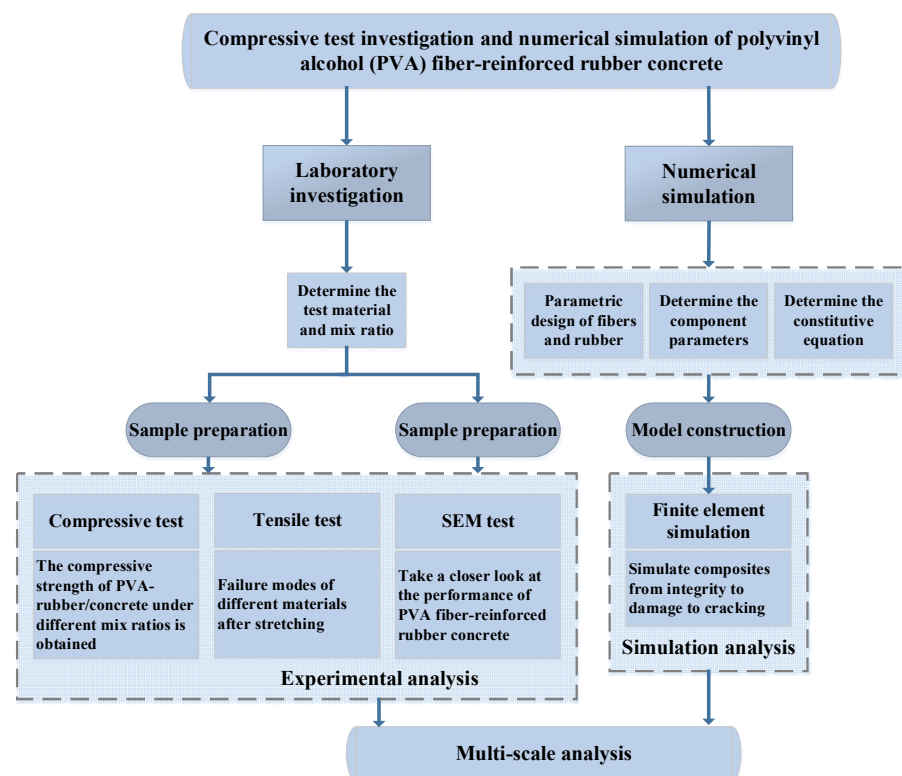 Compressive test investigation and numerical simulation of polyvinyl
alcohol (PVA) fiber-reinforced rubber concrete
Laboratory
investigation
Numerical
simulation
Determine the
test material
and mix ratio
Parametric
design of fibers
and rubber
Determine the
component
parameters
Determine the
constitutive
equation
Sample preparation
Sample preparation
Model construction
Compressive test
The compressive
strength of PVA-
rubber/concrete under
different mix ratios is
obtained
Tensile test
Failure modes of
different materials
after stretching
SEM test
Take a closer look at
the performance of
PVA fiber-reinforced
rubber concrete
Experimental analysis
Finite element
simulation
Simulate composites
from integrity to
damage to cracking
Simulation analysis
Multi-scale analysis